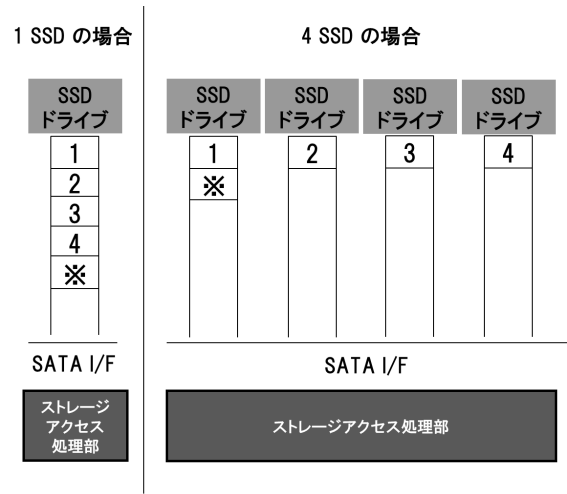 1 SSD の場合
SSD
ドライブ
1
2
3
4
※
SATA I/F
ストレージ
アクセス
処理部
4 SSD の場合
SSD
ドライブ
SSD
ドライブ
SSD
ドライブ
SSD
ドライブ
1
2
3
4
※
SATA I/F
ストレージアクセス処理部